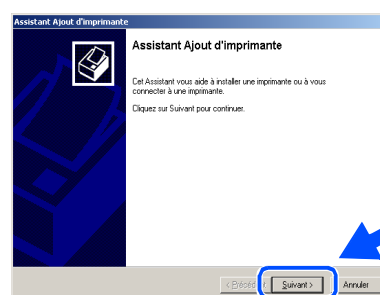 Assistant Ajout d'imprimante
Assistant Ajout d'imprimante
Cet Assistant vous aide à installer une imprimante ou à vous
connecter à une imprimante.
Cliquez sur Suivant pour continuer.
Suivant > Annuler